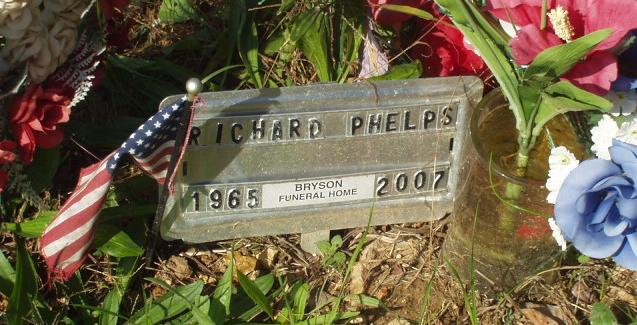 RICHARD PHELPS
1965 BRYSON FUNERAL HOME 2007